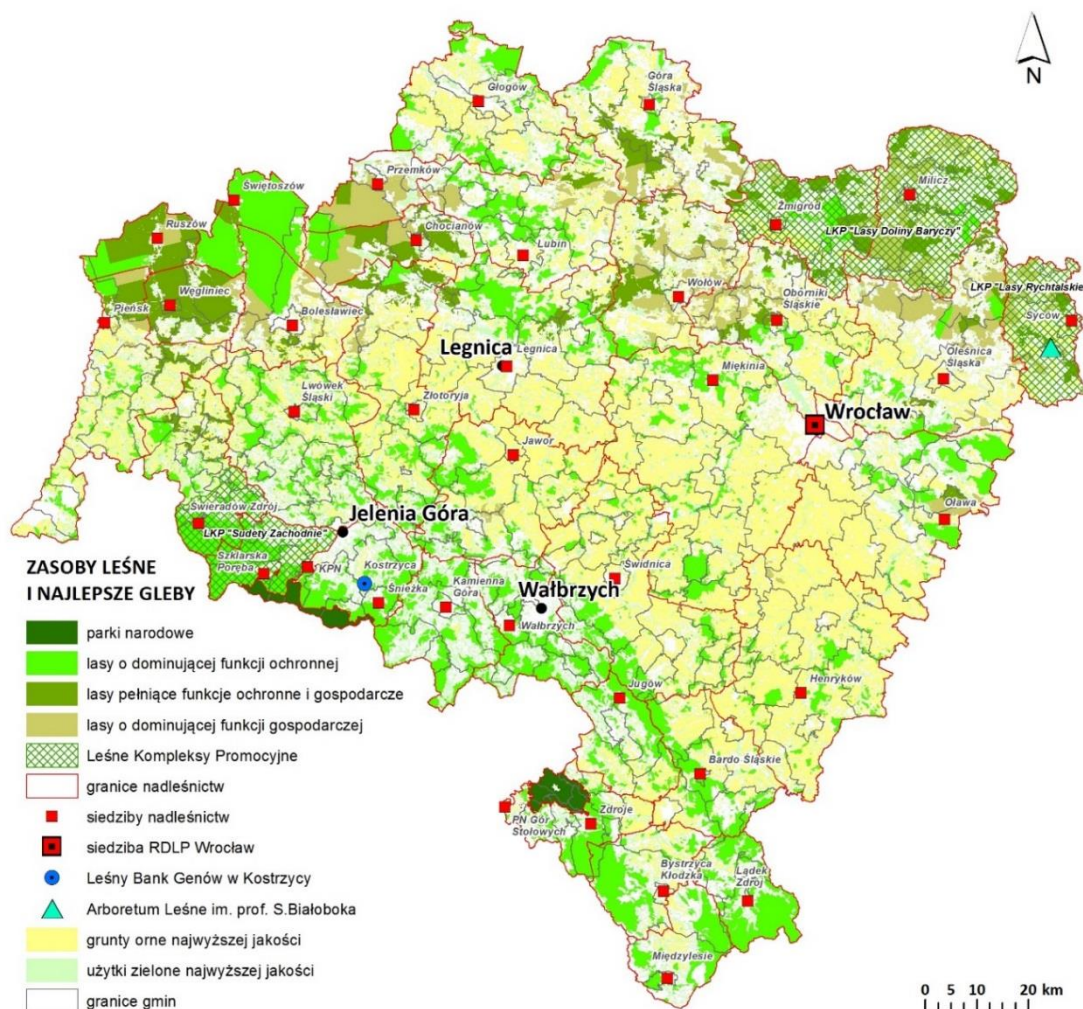 N
Głogów
Góra
Śląska
Przemków
Świętoszów
Milicz
Żmigród
LKP "Lasy Doliny Baryczy"
Ruszów
Chocianów
Lubin
Węgliniec
Wołów
Oborniki
Śląskie
LKP "Lasy Rychtalskie
Syców
Pieńsk
Bolesławiec
Legnica
Legnica
Oleśnica
Śląska
Miękinia
Lwówek
Śląski
Złotoryja
Wrocław
Jawor
Oława
Świeradów Zdrój
LKP "Sudety Zachodnie"
Jelenia Góra
Szklarska
Poręba
KPN
Kostrzyca
Śnieżka
Kamienna
Góra
Świdnica
Wałbrzych
Wałbrzych
Jugów
Henryków
Bardo Śląskie
PN Gór
Stołowych
Zdroje
Bystrzyca
Kłodzka
Lądek
Zdrój
Międzylesie
ZASOBY LEŚNE
I NAJLEPSZE GLEBY
parki narodowe
lasy o dominującej funkcji ochronnej
lasy pełniące funkcje ochronne i gospodarcze
lasy o dominującej funkcji gospodarczej
Leśne Kompleksy Promocyjne
granice nadleśnictw
siedziby nadleśnictw
siedziba RDLP Wrocław
Leśny Bank Genów w Kostrzycy
Arboretum Leśne im. prof. S.Białoboka
grunty orne najwyższej jakości
użytki zielone najwyższej jakości
granice gmin
0 5 10 20 km